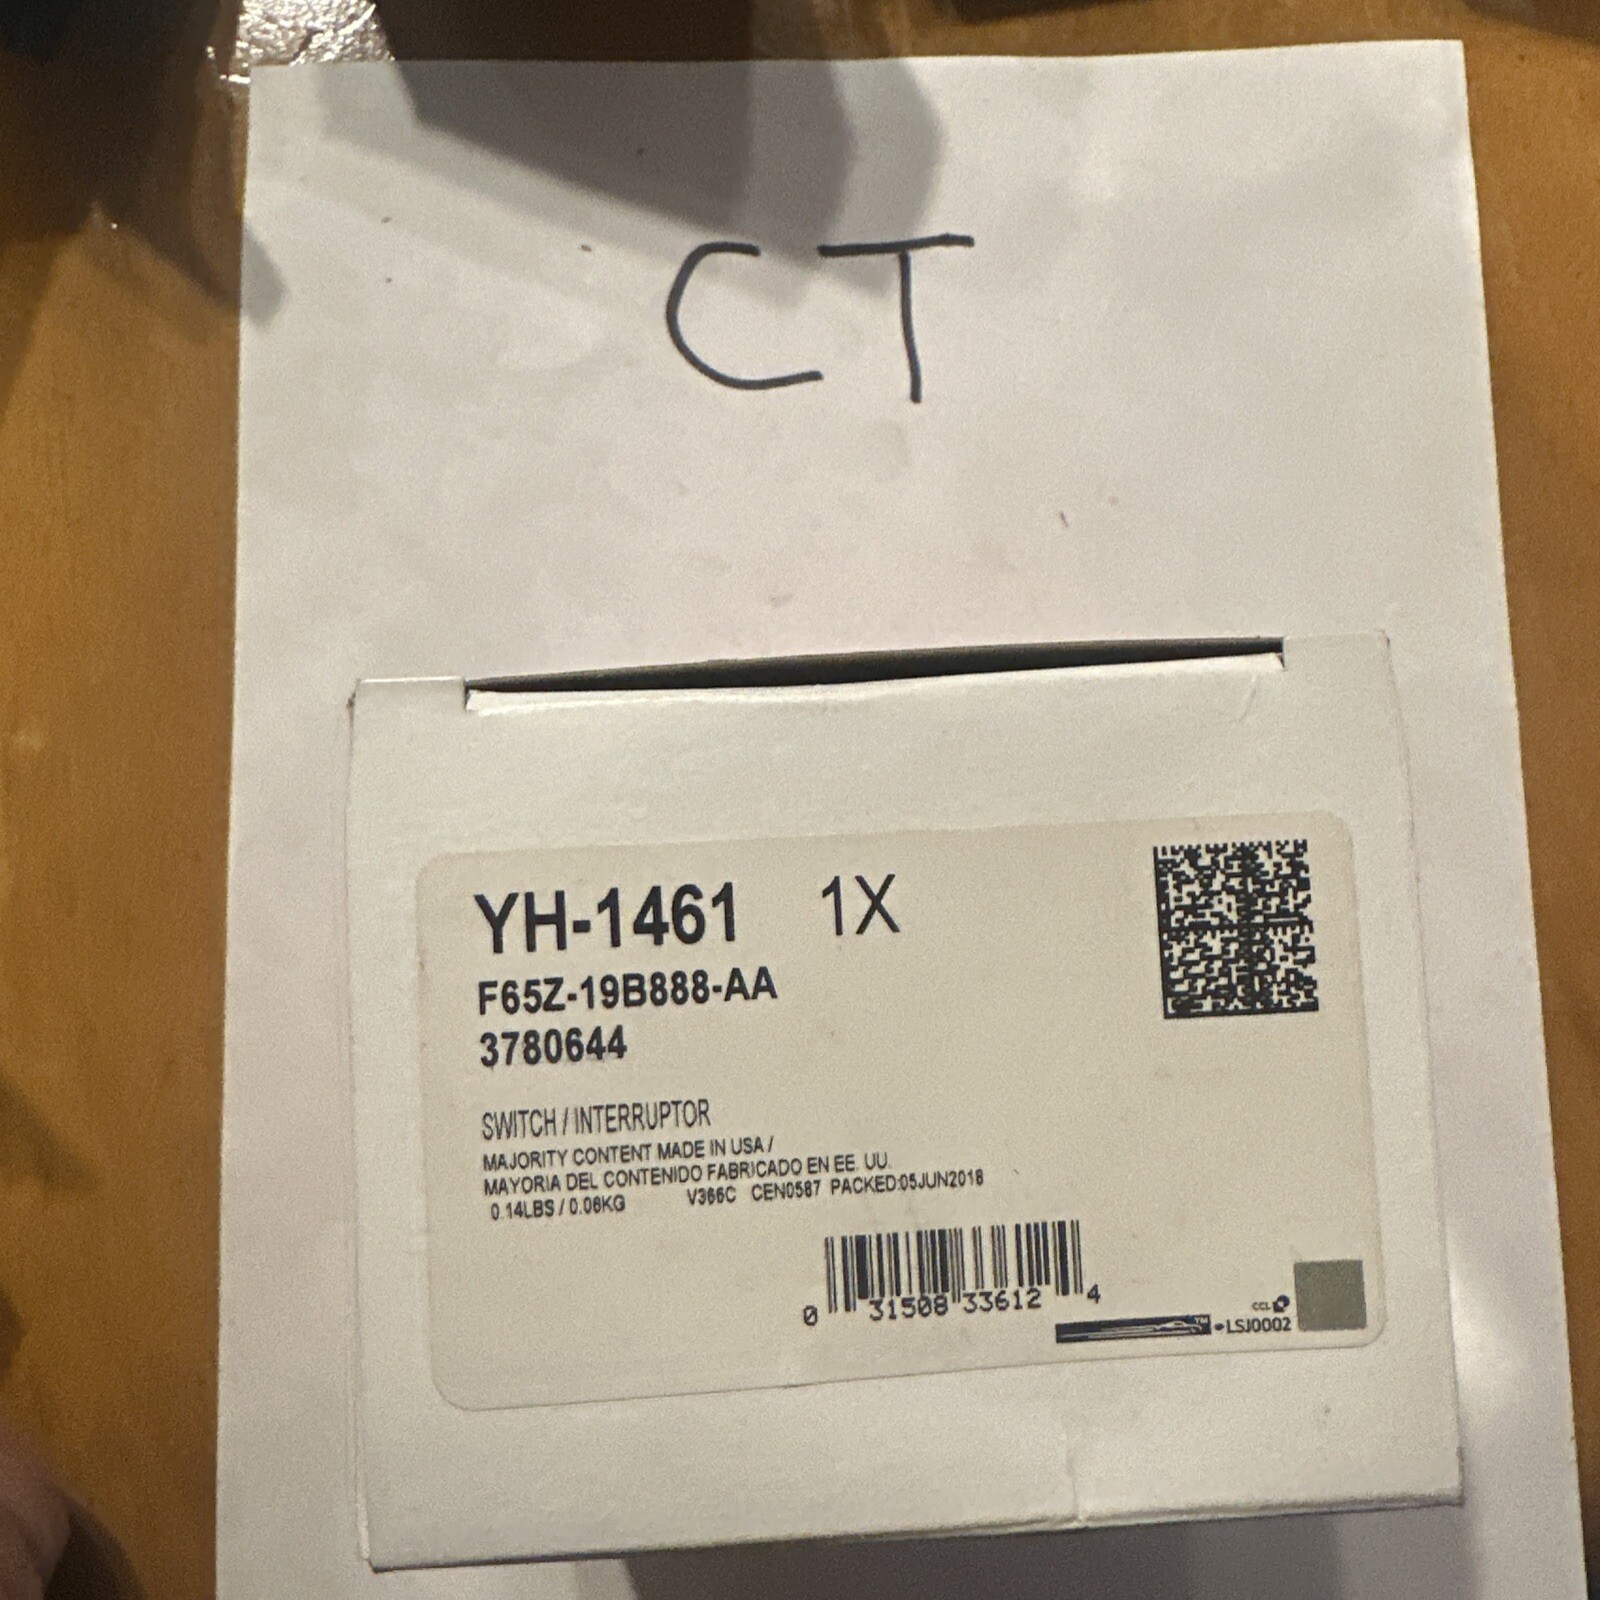 CT
YH-1461 1X
F65Z-19B888-AA
3780644
SWITCH / INTERRUPTOR
MAJORITY CONTENT MADE IN USA /
MAYORIA DEL CONTENIDO FABRICADO EN EE. UU.
0.14LBS / 0.06KG V366C CEN0587 PACKED:05JUN2018
0 31508 33612 4
CCL
LSJ0002